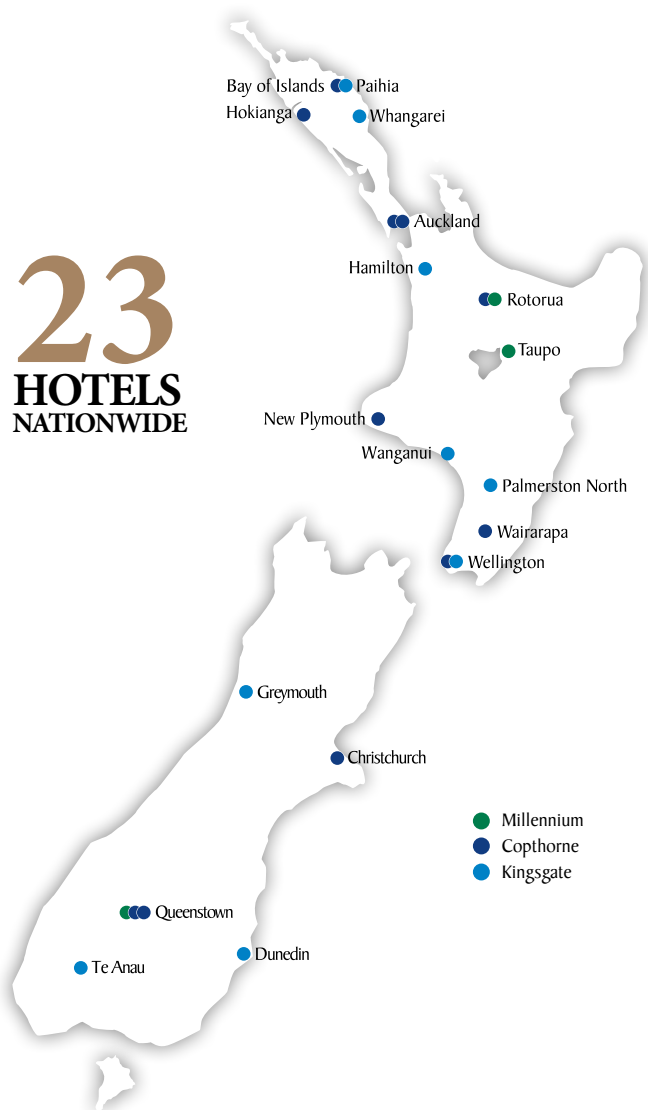 Bay of Islands
Paihia
Hokianga
Whangarei
Auckland
Hamilton
Rotorua
Taupo
23
HOTELS
NATIONWIDE
New Plymouth
Wanganui
Palmerston North
Wairarapa
Wellington
Greymouth
Christchurch
Millennium
Copthorne
Kingsgate
Queenstown
Dunedin
Te Anau